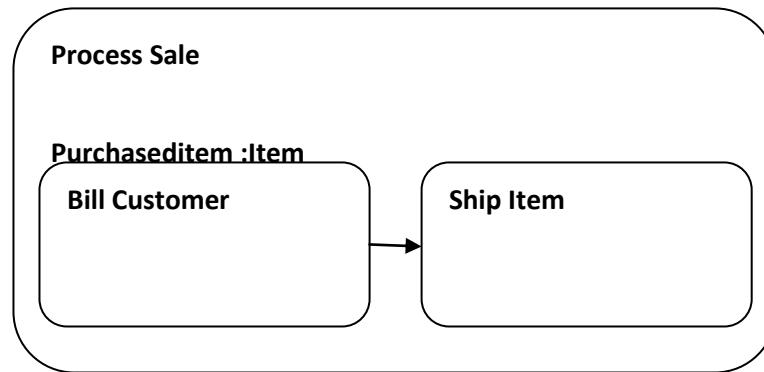 Process Sale
Purchaseditem :Item
Bill Customer
Ship Item